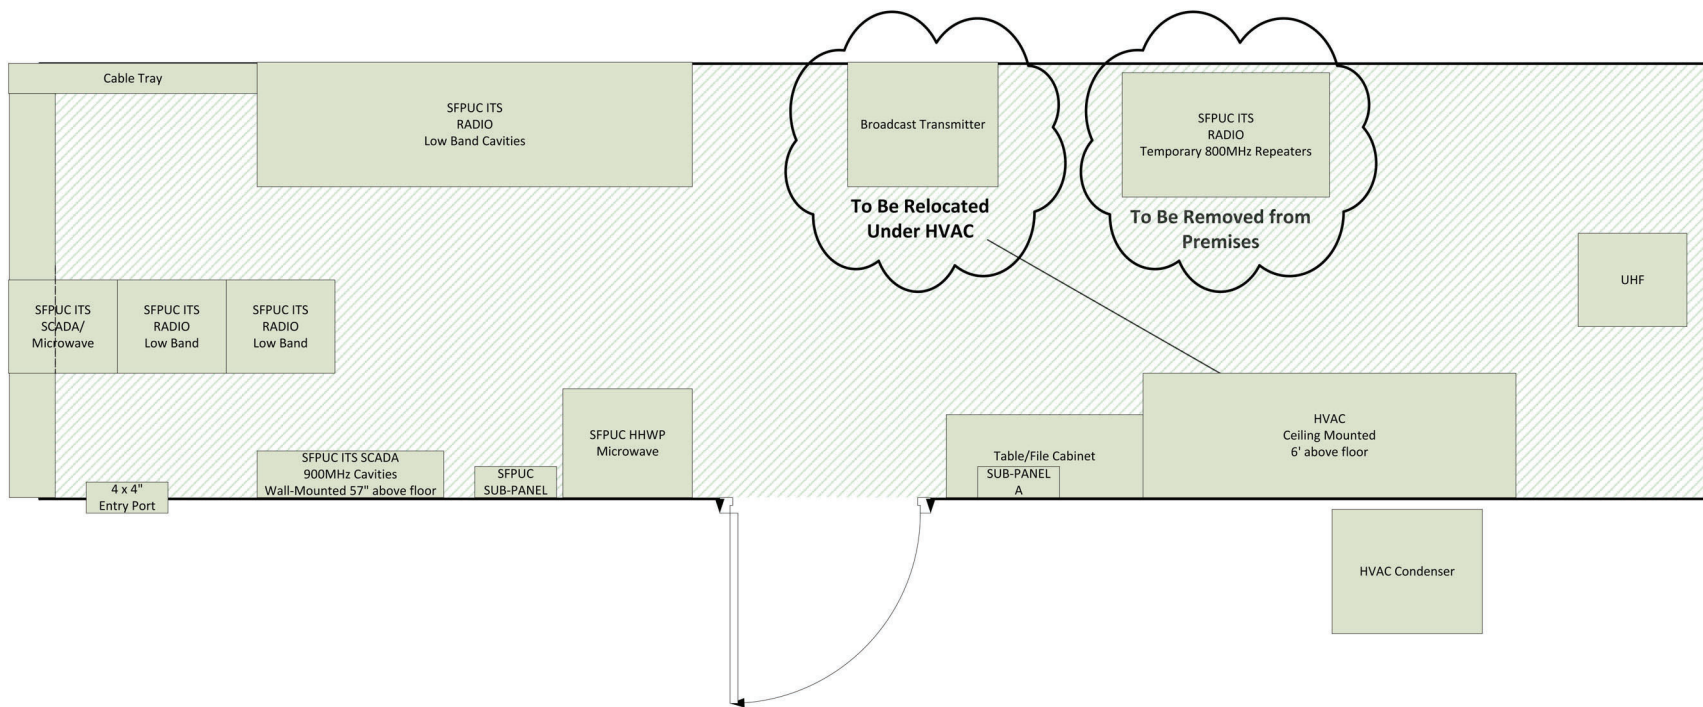 Cable Tray
SFPUC ITS
RADIO
Low Band Cavities
Broadcast Transmitter
To Be Relocated
Under HVAC
SFPUC ITS
RADIO
Temporary 800MHz Repeaters
To Be Removed from
Premises
UHF
SFPUC ITS
SCADA/
Microwave
SFPUC ITS
RADIO
Low Band
SFPUC ITS
RADIO
Low Band
4 x 4"
Entry Port
SFPUC ITS SCADA
900MHz Cavities
Wall-Mounted 57" above floor
SFPUC
SUB-PANEL
SFPUC HHWP
Microwave
Table/File Cabinet
SUB-PANEL
A
HVAC
Ceiling Mounted
6' above floor
HVAC Condenser